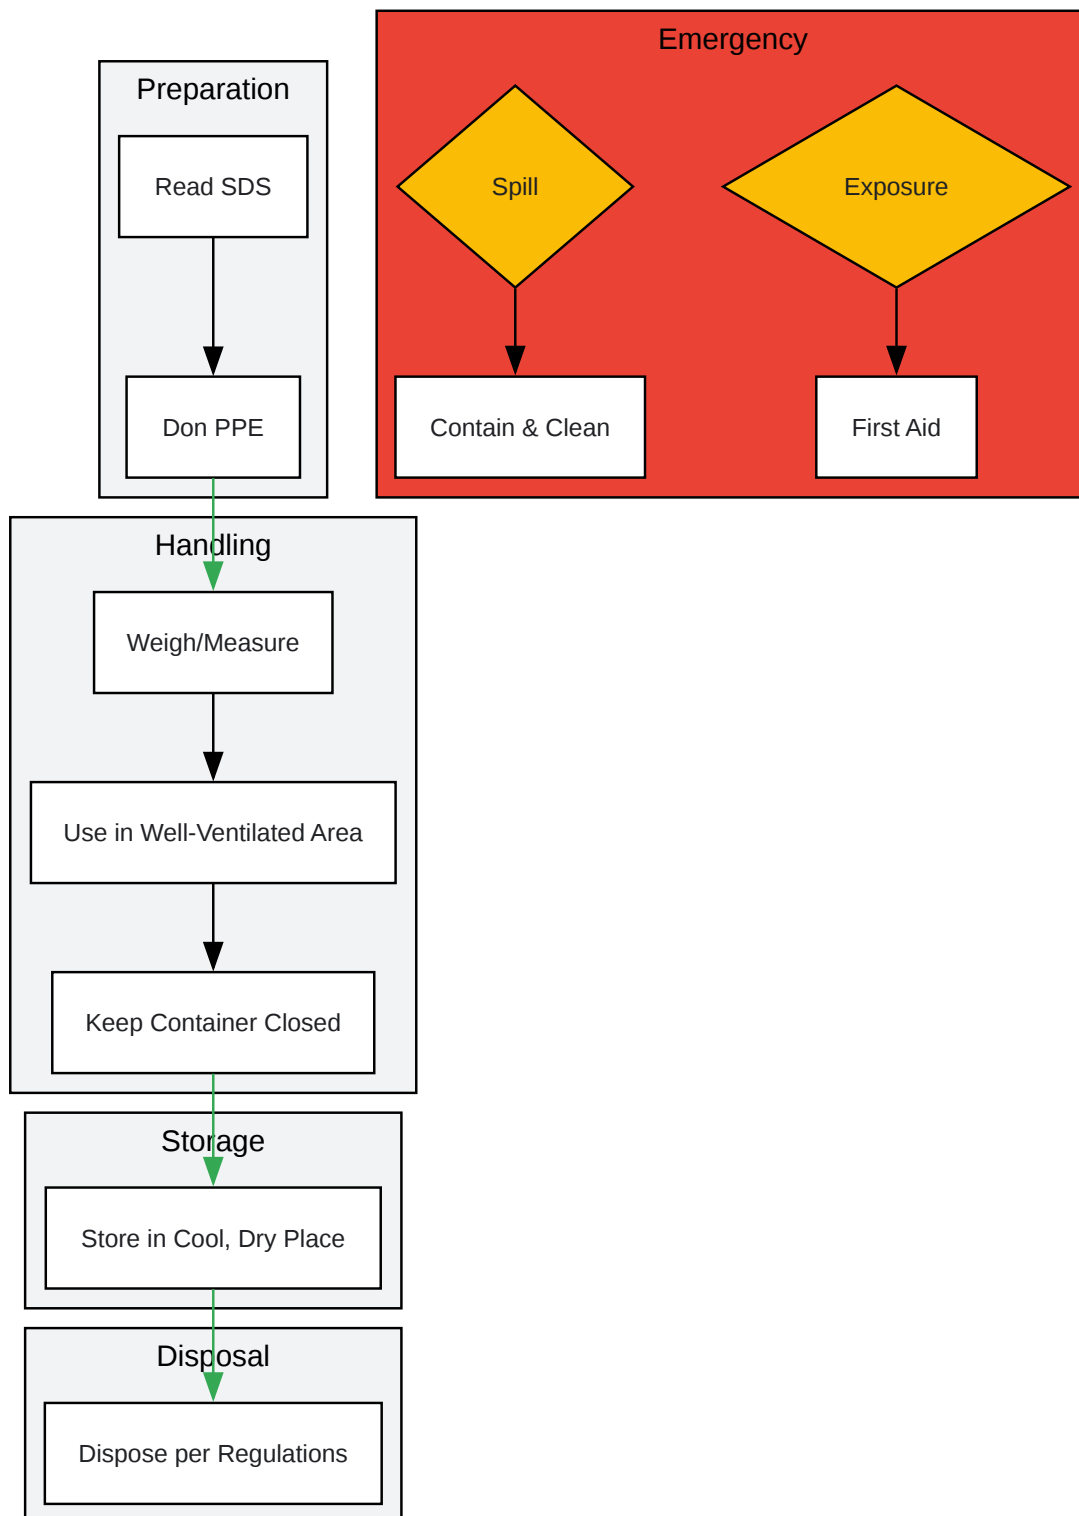 Preparation
Read SDS
Don PPE
Emergency
Spill
Exposure
Contain & Clean
First Aid
Handling
Weigh/Measure
Use in Well-Ventilated Area
Keep Container Closed
Storage
Store in Cool, Dry Place
Disposal
Dispose per Regulations